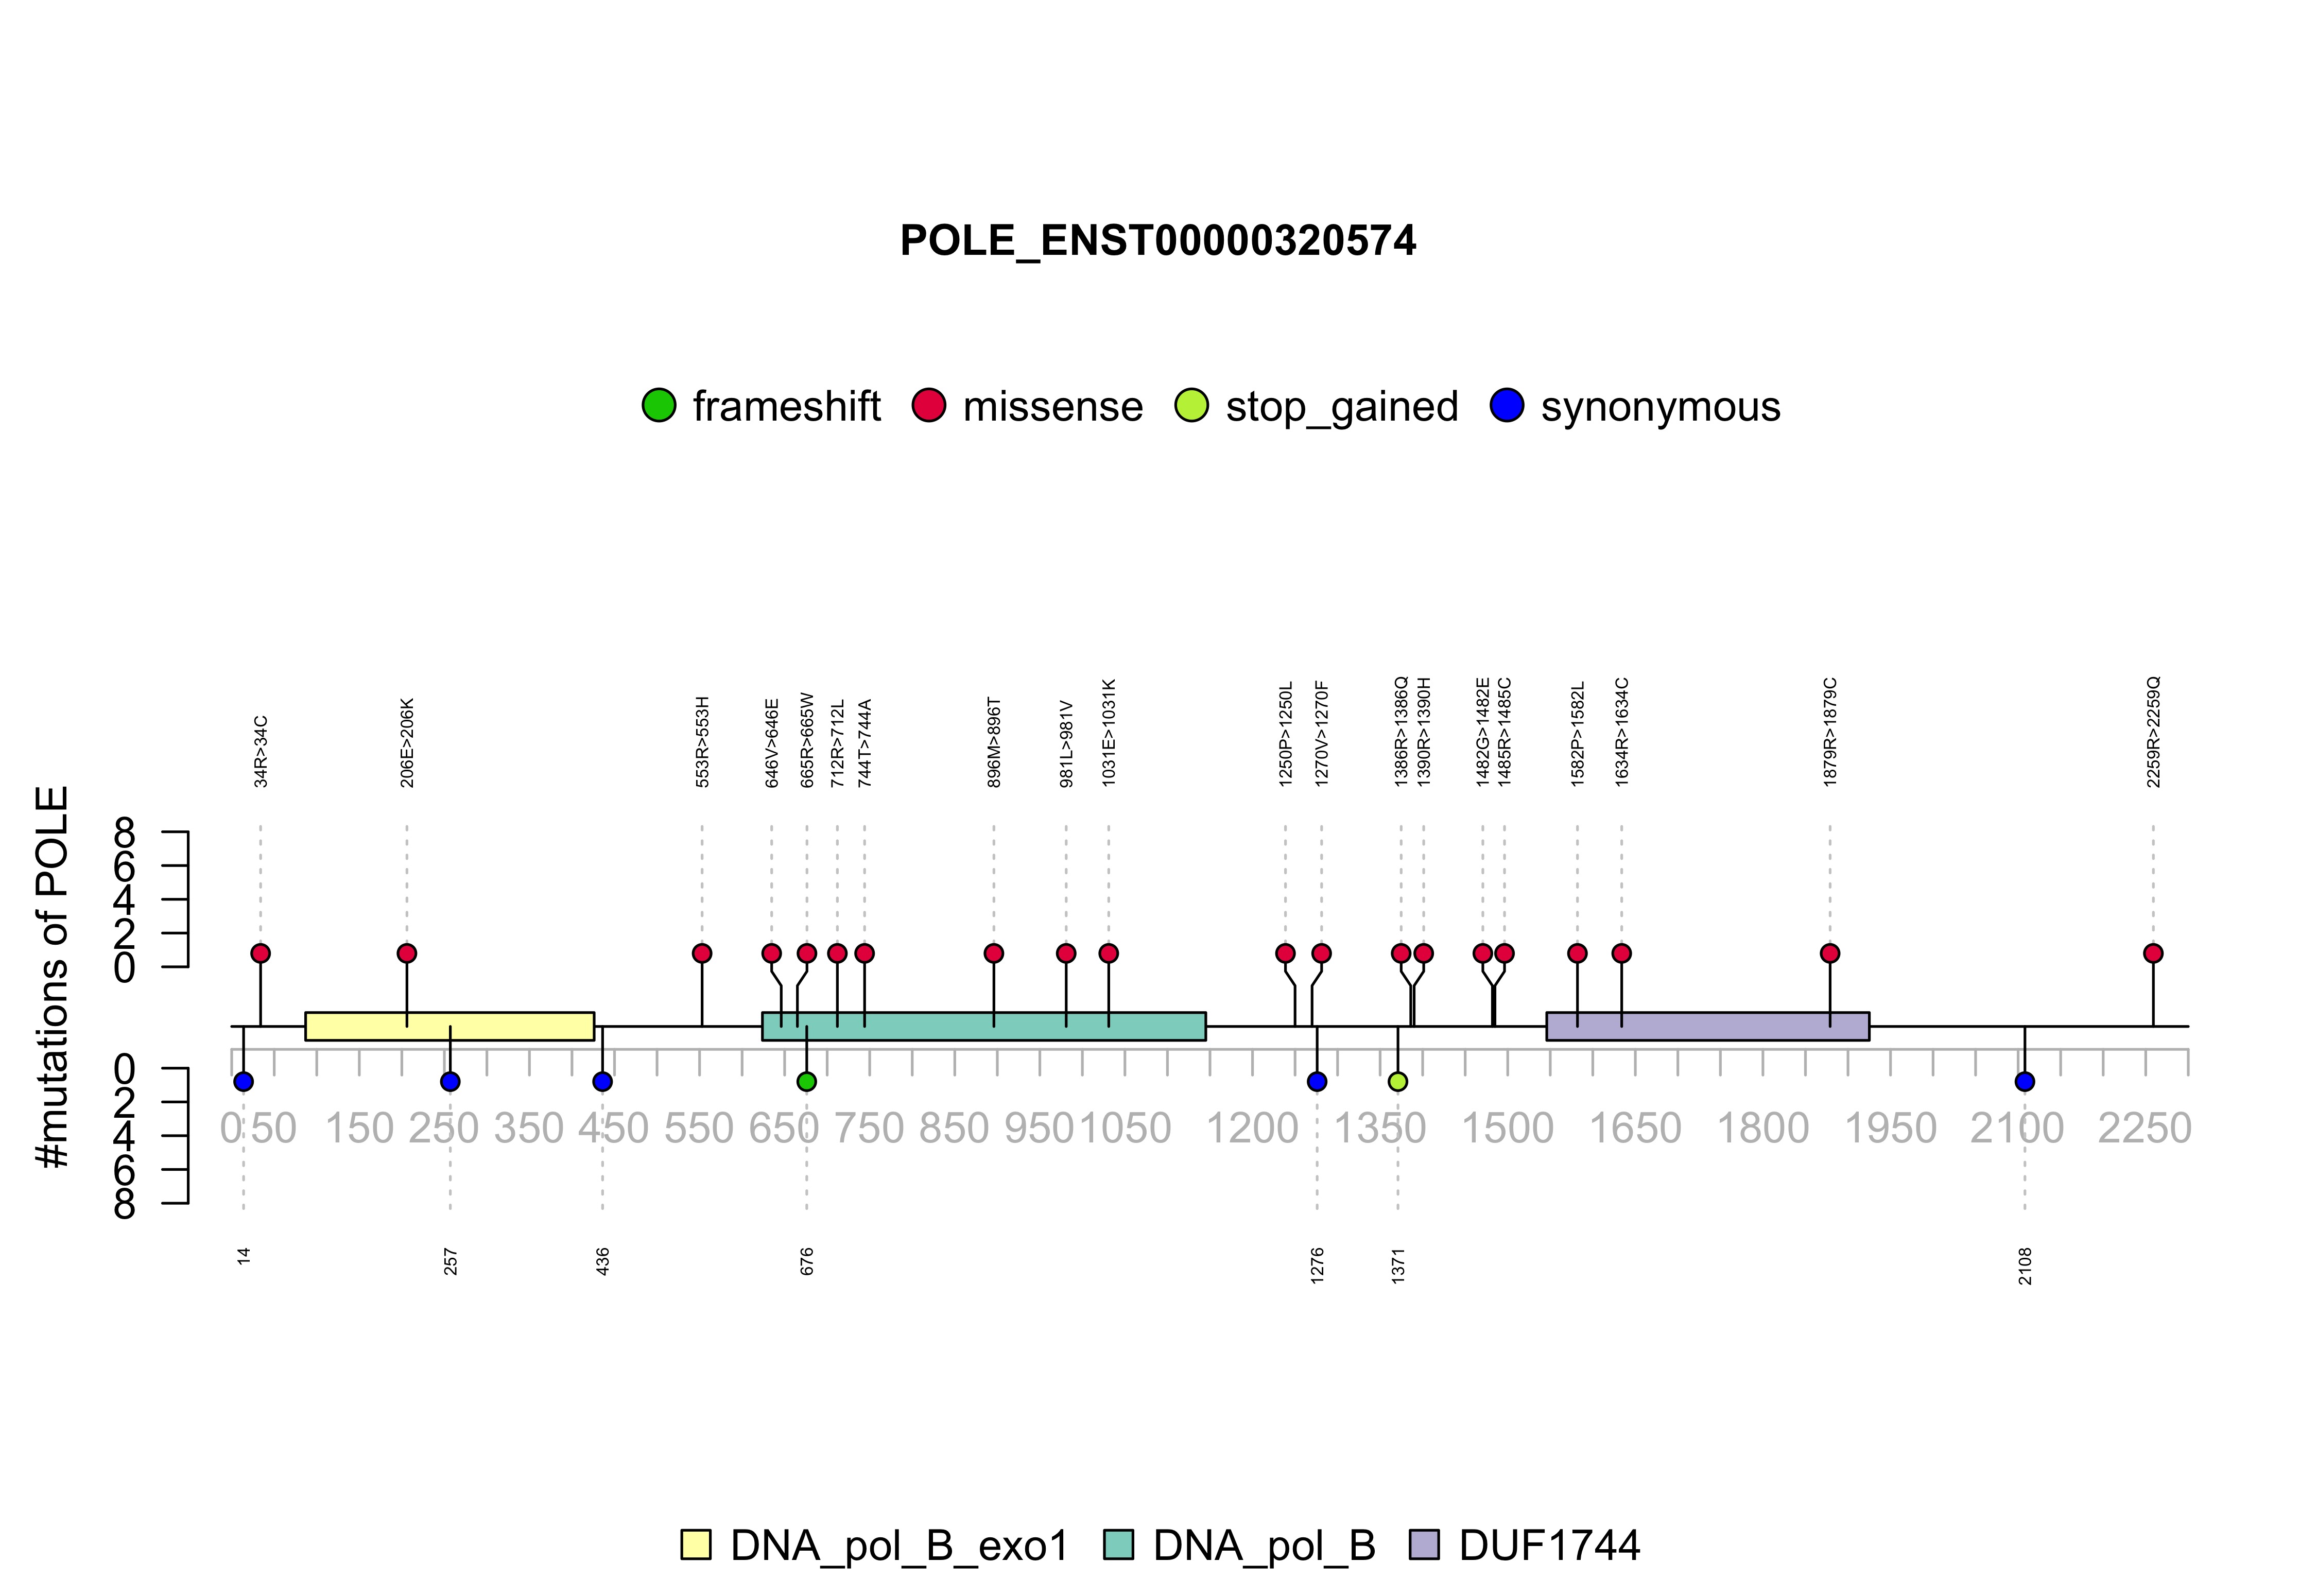 POLE_ENST00000320574
frameshift missense stop_gained synonymous
34R>34C 206E>206K 553R>553H 646V>646E 665R>665W 712R>712L 744T>744A 896M>896T 981L>981V 1031E>1031K 1250P>1250L 1270V>1270F 1386R>1386Q 1390R>1390H 1482G>1482E 1485R>1485C 1582P>1582L 1634R>1634C 1879R>1879C 2259R>2259Q
#mutations of POLE
8
6
4
2
0
0
2
4
6
8
0 50 150 250 350 450 550 650 750 850 950 1050 1200 1350 1500 1650 1800 1950 2100 2250
14 257 436 676 1276 1371 2108
DNA_pol_B_exo1 DNA_pol_B DUF1744